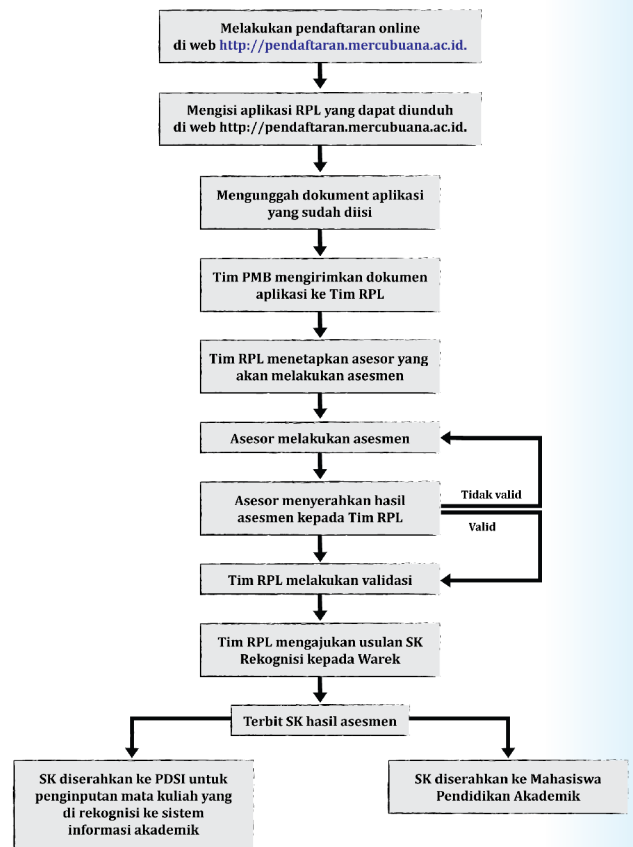 Melakukan pendaftaran online
di web http://pendaftaran.mercubuana.ac.id.
Mengisi aplikasi RPL yang dapat diunduh
di web http://pendaftaran.mercubuana.ac.id.
Mengunggah dokument aplikasi
yang sudah diisi
Tim PMB mengirimkan dokumen
aplikasi ke Tim RPL
Tim RPL menetapkan asesor yang
akan melakukan asesmen
Asesor melakukan asesmen
Asesor menyerahkan hasil
asesmen kepada Tim RPL
Tidak valid
Valid
Tim RPL melakukan validasi
Tim RPL mengajukan usulan SK
Rekognisi kepada Warek
Terbit SK hasil asesmen
SK diserahkan ke PDSI untuk
penginputan mata kuliah yang
di rekognisi ke sistem
informasi akademik
SK diserahkan ke Mahasiswa
Pendidikan Akademik